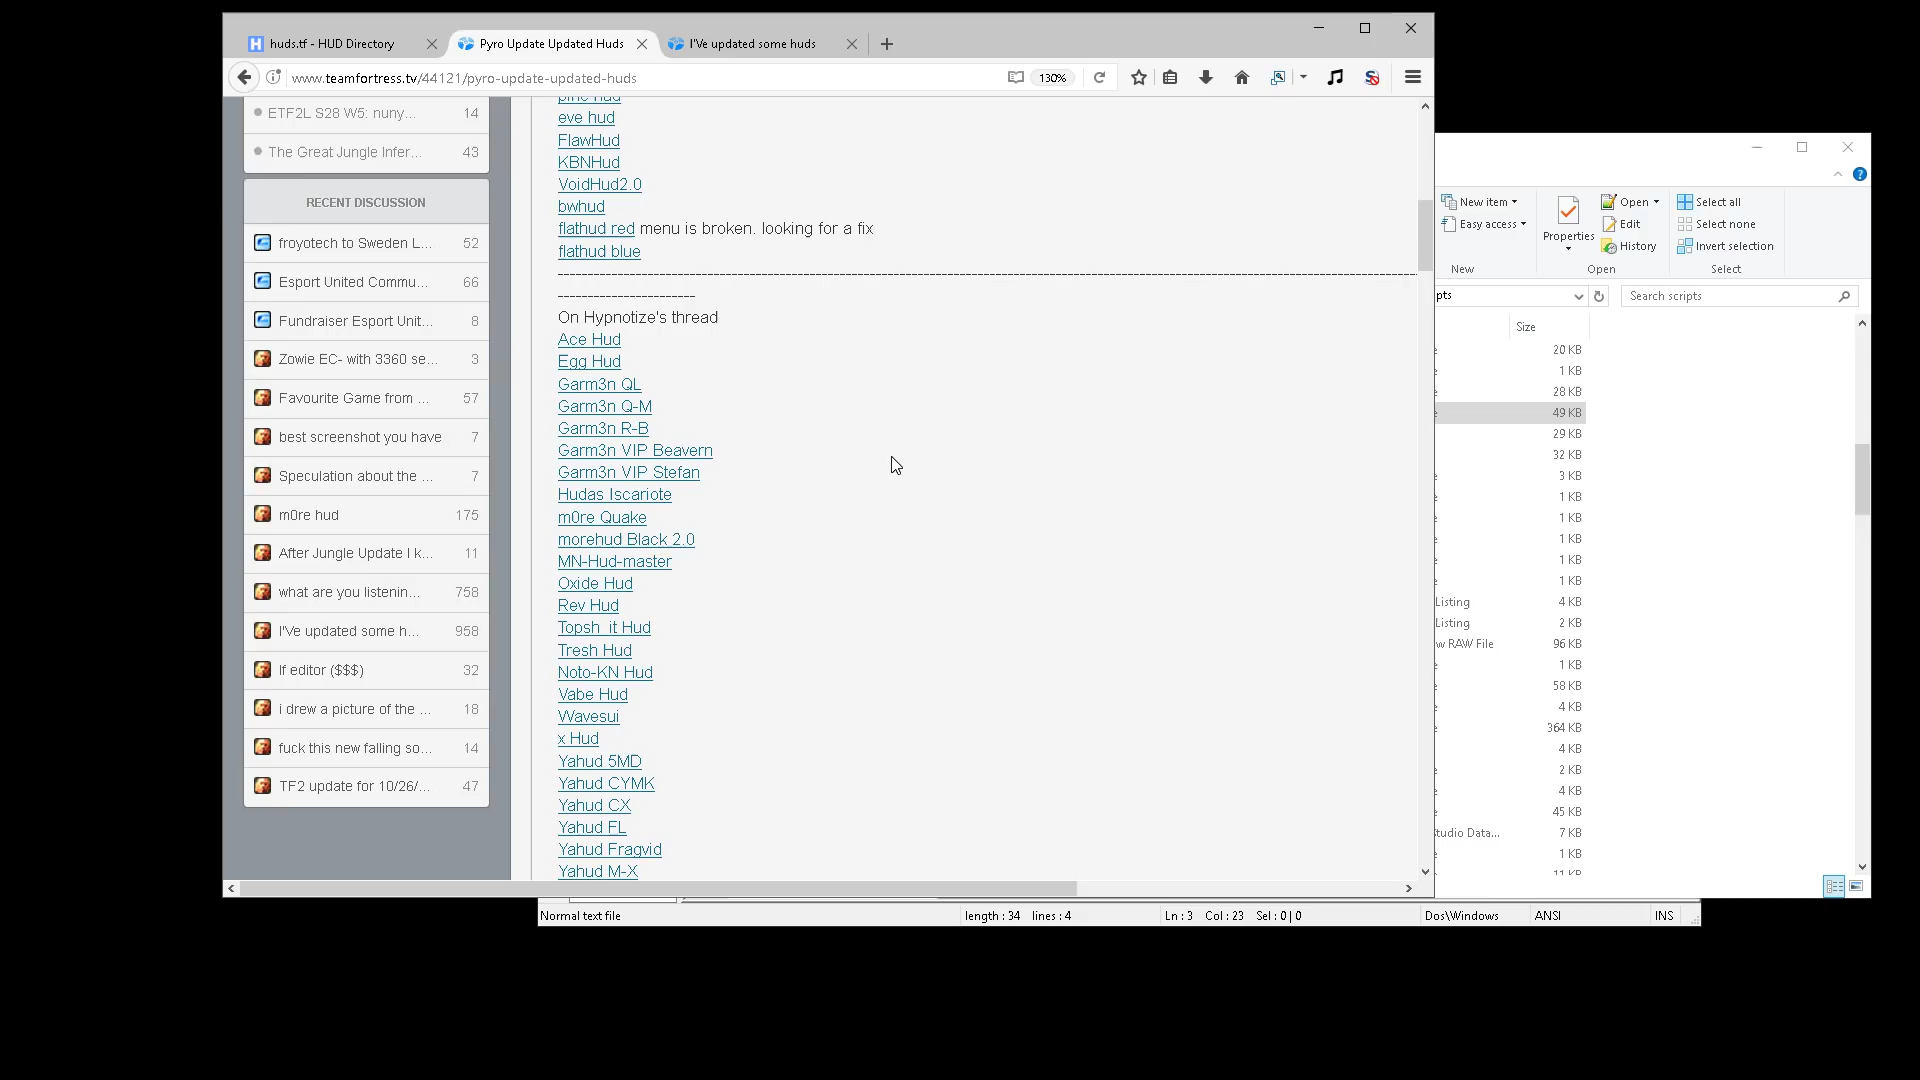 huds.tf - HUD Directory
Pyro Update Updated Huds
I'Ve updated some huds
www.teamfortress.tv/44121/pyro-update-updated-huds
130%
ETF2L S28 W5: nuny... 14
The Great Jungle Infer... 43
RECENT DISCUSSION
froyotech to Sweden L... 52
Esport United Commu... 66
Fundraiser Esport Unit... 8
Zowie EC- with 3360 se... 3
Favourite Game from ... 57
best screenshot you have 7
Speculation about the ... 7
m0re hud 175
After Jungle Update I k... 11
what are you listenin... 758
I'Ve updated some h... 958
lf editor ($$$) 32
i drew a picture of the ... 18
fuck this new falling so... 14
TF2 update for 10/26/... 47
eve hud
FlawHud
KBNHud
VoidHud2.0
bwhud
flathud red menu is broken. looking for a fix
flathud blue
On Hypnotize's thread
Ace Hud
Egg Hud
Garm3n QL
Garm3n Q-M
Garm3n R-B
Garm3n VIP Beavern
Garm3n VIP Stefan
Hudas Iscariote
m0re Quake
morehud Black 2.0
MN-Hud-master
Oxide Hud
Rev Hud
Topsh_it Hud
Tresh Hud
Noto-KN Hud
Vabe Hud
Wavesui
x Hud
Yahud 5MD
Yahud CYMK
Yahud CX
Yahud FL
Yahud Fragvid
Yahud M-X
New item
Easy access
New
Properties
Open
Edit
History
Open
Select all
Select none
Invert selection
Select
pts
Search scripts
Size
20 KB
1 KB
28 KB
49 KB
29 KB
32 KB
3 KB
1 KB
1 KB
1 KB
1 KB
1 KB
Listing 4 KB
Listing 2 KB
w RAW File 96 KB
1 KB
58 KB
4 KB
364 KB
4 KB
2 KB
4 KB
45 KB
tudio Data... 7 KB
1 KB
Normal text file
length : 34 lines : 4
Ln : 3 Col : 23 Sel : 0 | 0
Dos\Windows
ANSI
INS